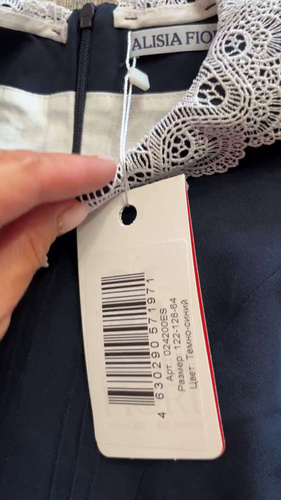 ALISIA FIO
4 630290 571971
Арт. 024200ES
Размер: 122-128-64
Цвет: Темно-синий